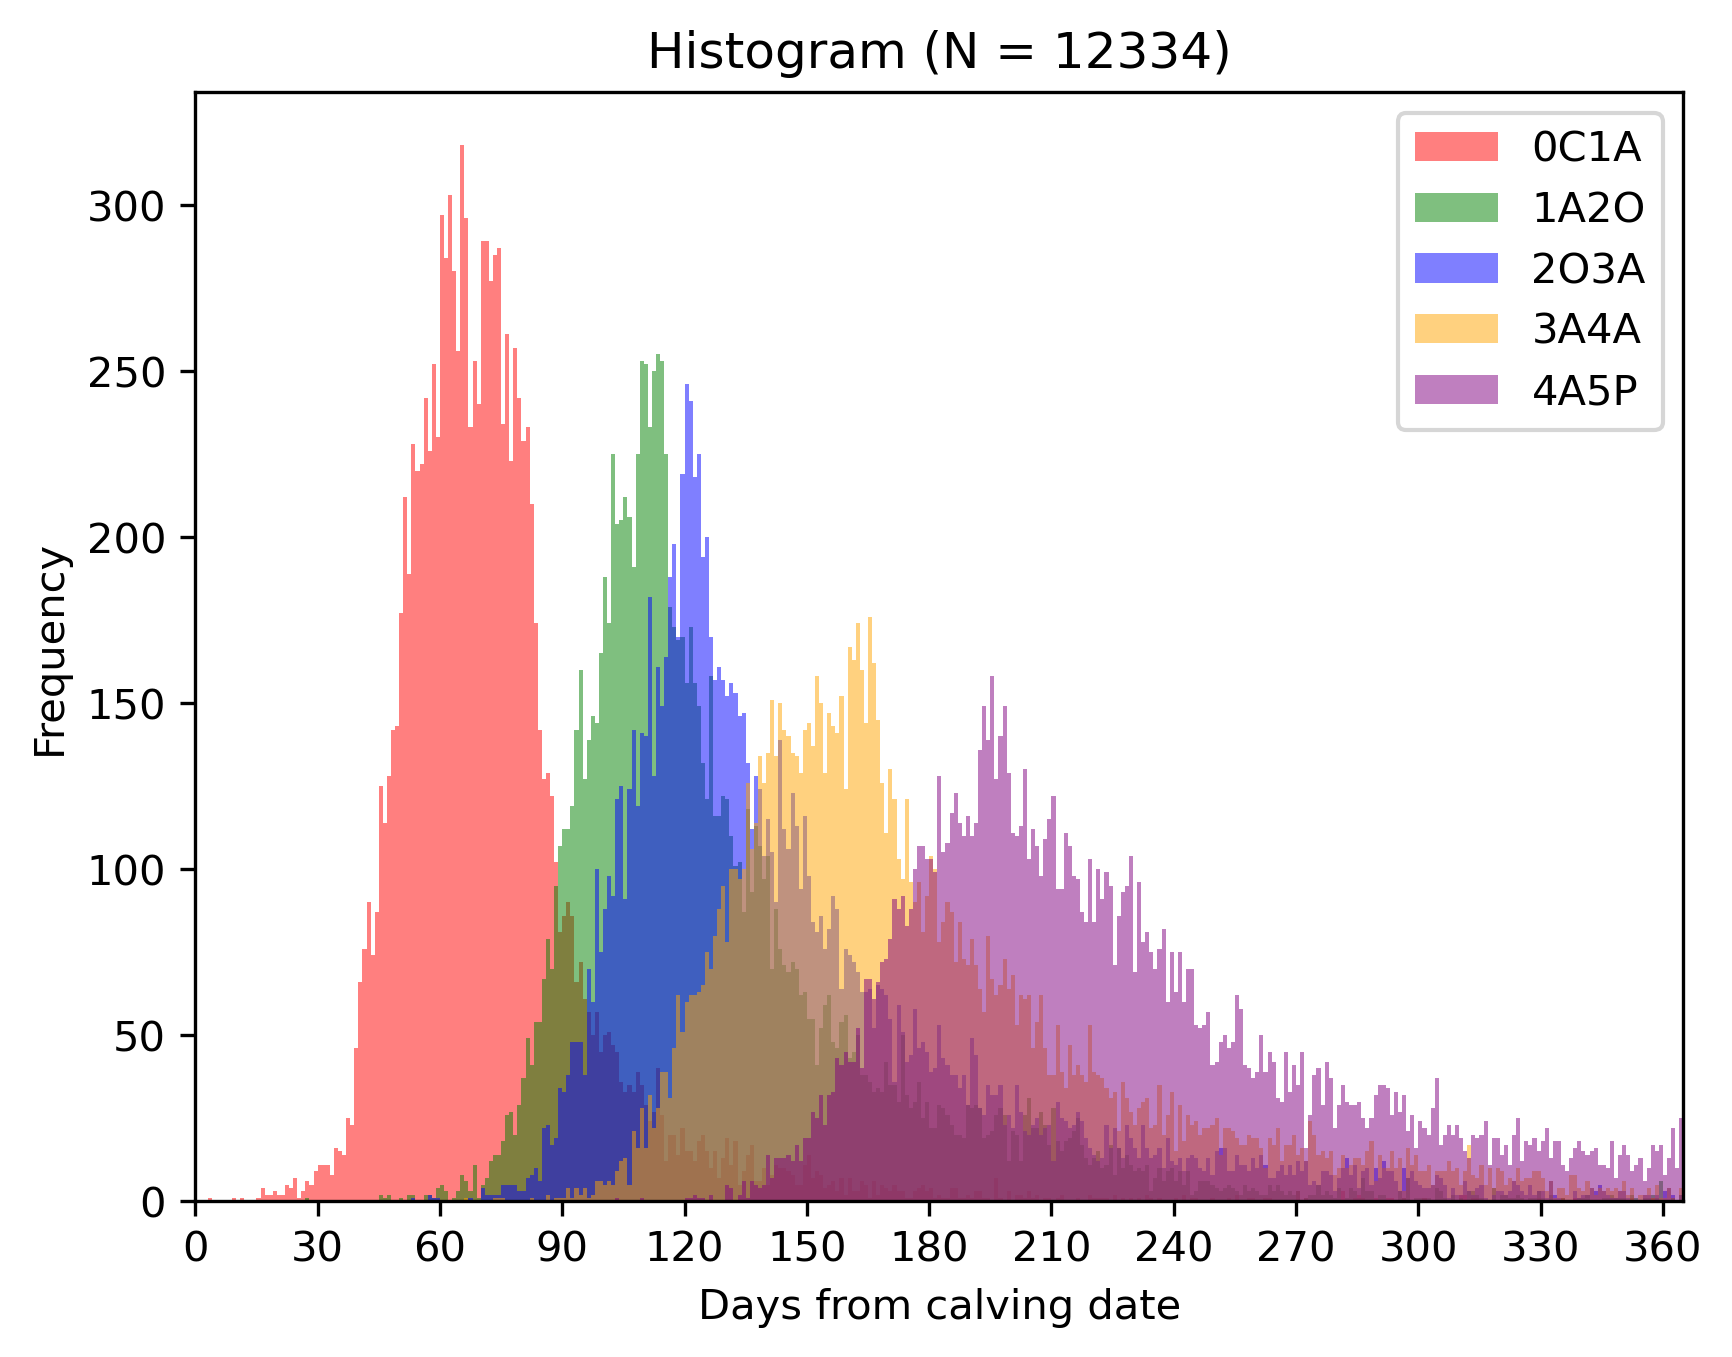 Histogram (N = 12334)
0C1A
1A2O
2O3A
3A4A
4A5P
Frequency
300
250
200
150
100
50
0
0 30 60 90 120 150 180 210 240 270 300 330 360
Days from calving date